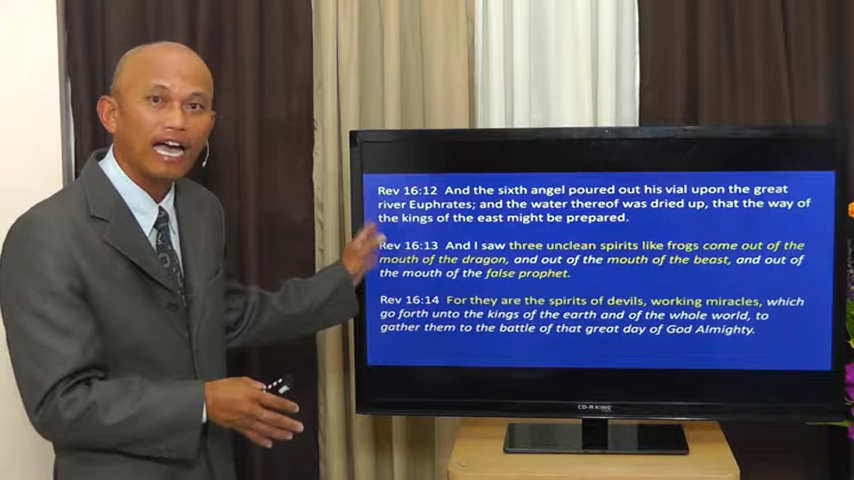 Rev 16:12 And the sixth angel poured out his vial upon the great
river Euphrates; and the water thereof was dried up, that the way of
the kings of the east might be prepared.
Rev 16:13 And I saw three unclean spirits like frogs come out of the
mouth of the dragon, and out of the mouth of the beast, and out of
the mouth of the false prophet.
Rev 16:14 For they are the spirits of devils, working miracles, which
go forth unto the kings of the earth and of the whole world, to
gather them to the battle of that great day of God Almighty.
CD-R KING